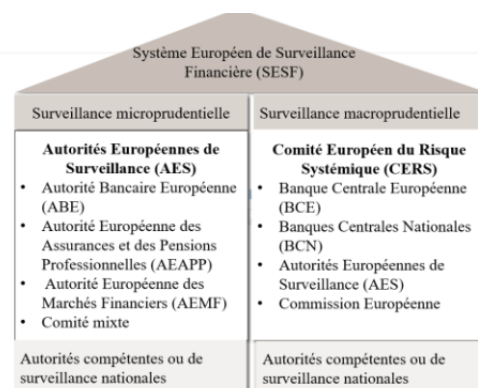 Système Européen de Surveillance
Financière (SESF)
Surveillance microprudentielle
Surveillance macroprudentielle
Autorités Européennes de
Surveillance (AES)
• Autorité Bancaire Européenne
(ABE)
• Autorité Européenne des
Assurances et des Pensions
Professionnelles (AEAPP)
• Autorité Européenne des
Marchés Financiers (AEMF)
• Comité mixte
Comité Européen du Risque
Systémique (CERS)
• Banque Centrale Européenne
(BCE)
• Banques Centrales Nationales
(BCN)
• Autorités Européennes de
Surveillance (AES)
• Commission Européenne
Autorités compétentes ou de
surveillance nationales
Autorités compétentes ou de
surveillance nationales